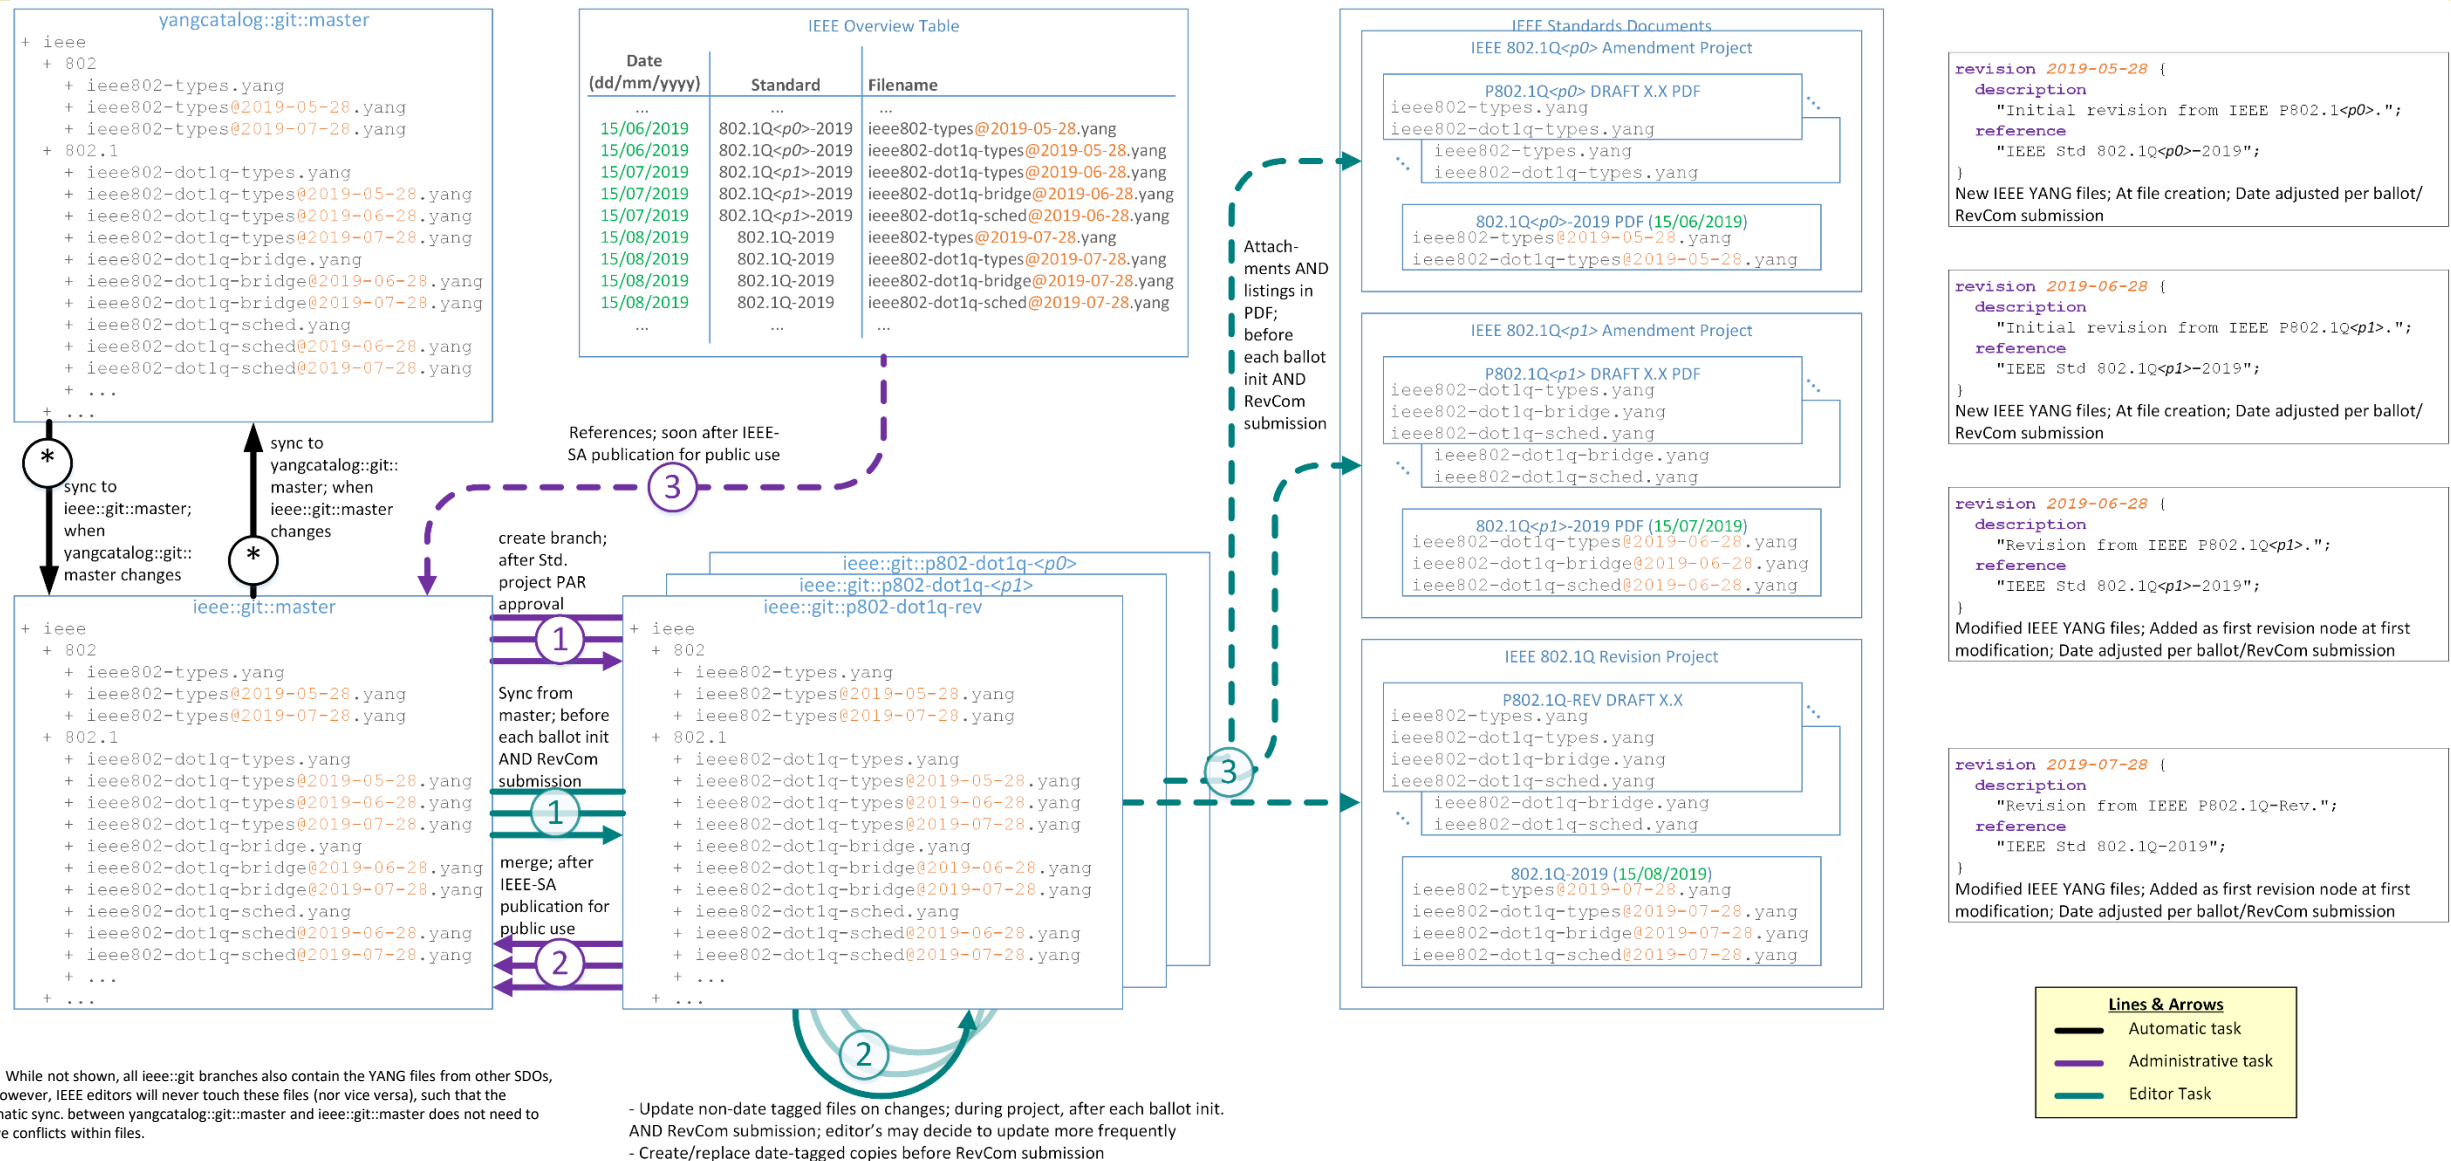 yangcatalog::git::master
+ ieee
+ 802
+ ieee802-types.yang
+ ieee802-types@2019-05-28.yang
+ ieee802-types@2019-07-28.yang
+ 802.1
+ ieee802-dot1q-types.yang
+ ieee802-dot1q-types@2019-05-28.yang
+ ieee802-dot1q-types@2019-06-28.yang
+ ieee802-dot1q-types@2019-07-28.yang
+ ieee802-dot1q-bridge.yang
+ ieee802-dot1q-bridge@2019-06-28.yang
+ ieee802-dot1q-bridge@2019-07-28.yang
+ ieee802-dot1q-sched.yang
+ ieee802-dot1q-sched@2019-06-28.yang
+ ieee802-dot1q-sched@2019-07-28.yang
+ ...
+ ...
IEEE Overview Table
Date
(dd/mm/yyyy) Standard Filename
... ... ...
15/06/2019 802.1Q<p0>-2019 ieee802-types@2019-05-28.yang
15/06/2019 802.1Q<p0>-2019 ieee802-dot1q-types@2019-05-28.yang
15/07/2019 802.1Q<p1>-2019 ieee802-dot1q-types@2019-06-28.yang
15/07/2019 802.1Q<p1>-2019 ieee802-dot1q-bridge@2019-06-28.yang
15/07/2019 802.1Q<p1>-2019 ieee802-dot1q-sched@2019-06-28.yang
15/08/2019 802.1Q-2019 ieee802-types@2019-07-28.yang
15/08/2019 802.1Q-2019 ieee802-dot1q-types@2019-07-28.yang
15/08/2019 802.1Q-2019 ieee802-dot1q-bridge@2019-07-28.yang
15/08/2019 802.1Q-2019 ieee802-dot1q-sched@2019-07-28.yang
... ... ...
*
sync to
ieee::git::master;
when
yangcatalog::git::
master changes
*
sync to
yangcatalog::git::
master; when
ieee::git::master
changes
References; soon after IEEE-
SA publication for public use
3
ieee::git::master
+ ieee
+ 802
+ ieee802-types.yang
+ ieee802-types@2019-05-28.yang
+ ieee802-types@2019-07-28.yang
+ 802.1
+ ieee802-dot1q-types.yang
+ ieee802-dot1q-types@2019-05-28.yang
+ ieee802-dot1q-types@2019-06-28.yang
+ ieee802-dot1q-types@2019-07-28.yang
+ ieee802-dot1q-bridge.yang
+ ieee802-dot1q-bridge@2019-06-28.yang
+ ieee802-dot1q-bridge@2019-07-28.yang
+ ieee802-dot1q-sched.yang
+ ieee802-dot1q-sched@2019-06-28.yang
+ ieee802-dot1q-sched@2019-07-28.yang
+ ...
+ ...
create branch;
after Std.
project PAR
approval
1
Sync from
master; before
each ballot init
AND RevCom
submission
1
merge; after
IEEE-SA
publication for
public use
2
ieee::git::p802-dot1q-<p0>
ieee::git::p802-dot1q-<p1>
ieee::git::p802-dot1q-rev
+ ieee
+ 802
+ ieee802-types.yang
+ ieee802-types@2019-05-28.yang
+ ieee802-types@2019-07-28.yang
+ 802.1
+ ieee802-dot1q-types.yang
+ ieee802-dot1q-types@2019-05-28.yang
+ ieee802-dot1q-types@2019-06-28.yang
+ ieee802-dot1q-types@2019-07-28.yang
+ ieee802-dot1q-bridge.yang
+ ieee802-dot1q-bridge@2019-06-28.yang
+ ieee802-dot1q-bridge@2019-07-28.yang
+ ieee802-dot1q-sched.yang
+ ieee802-dot1q-sched@2019-06-28.yang
+ ieee802-dot1q-sched@2019-07-28.yang
+ ...
+ ...
2
- Update non-date tagged files on changes; during project, after each ballot init.
AND RevCom submission; editor's may decide to update more frequently
- Create/replace date-tagged copies before RevCom submission
While not shown, all ieee::git branches also contain the YANG files from other SDOs,
owever, IEEE editors will never touch these files (nor vice versa), such that the
matic sync. between yangcatalog::git::master and ieee::git::master does not need to
e conflicts within files.
Attach-
ments AND
listings in
PDF;
before
each ballot
init AND
RevCom
submission
3
IEEE Standards Documents
IEEE 802.1Q<p0> Amendment Project
P802.1Q<p0> DRAFT X.X PDF
ieee802-types.yang
ieee802-dot1q-types.yang
ieee802-types.yang
ieee802-dot1q-types.yang
802.1Q<p0>-2019 PDF (15/06/2019)
ieee802-types@2019-05-28.yang
ieee802-dot1q-types@2019-05-28.yang
IEEE 802.1Q<p1> Amendment Project
P802.1Q<p1> DRAFT X.X PDF
ieee802-dot1q-types.yang
ieee802-dot1q-bridge.yang
ieee802-dot1q-sched.yang
ieee802-dot1q-bridge.yang
ieee802-dot1q-sched.yang
802.1Q<p1>-2019 PDF (15/07/2019)
ieee802-dot1q-types@2019-06-28.yang
ieee802-dot1q-bridge@2019-06-28.yang
ieee802-dot1q-sched@2019-06-28.yang
IEEE 802.1Q Revision Project
P802.1Q-REV DRAFT X.X
ieee802-types.yang
ieee802-dot1q-types.yang
ieee802-dot1q-bridge.yang
ieee802-dot1q-sched.yang
ieee802-dot1q-bridge.yang
ieee802-dot1q-sched.yang
802.1Q-2019 (15/08/2019)
ieee802-types@2019-07-28.yang
ieee802-dot1q-types@2019-07-28.yang
ieee802-dot1q-bridge@2019-07-28.yang
ieee802-dot1q-sched@2019-07-28.yang
revision 2019-05-28 {
description
"Initial revision from IEEE P802.1<p0>.";
reference
"IEEE Std 802.1Q<p0>-2019";
}
New IEEE YANG files; At file creation; Date adjusted per ballot/
RevCom submission
revision 2019-06-28 {
description
"Initial revision from IEEE P802.1Q<p1>.";
reference
"IEEE Std 802.1Q<p1>-2019";
}
New IEEE YANG files; At file creation; Date adjusted per ballot/
RevCom submission
revision 2019-06-28 {
description
"Revision from IEEE P802.1Q<p1>.";
reference
"IEEE Std 802.1Q<p1>-2019";
}
Modified IEEE YANG files; Added as first revision node at first
modification; Date adjusted per ballot/RevCom submission
revision 2019-07-28 {
description
"Revision from IEEE P802.1Q-Rev.";
reference
"IEEE Std 802.1Q-2019";
}
Modified IEEE YANG files; Added as first revision node at first
modification; Date adjusted per ballot/RevCom submission
Lines & Arrows
Automatic task
Administrative task
Editor Task